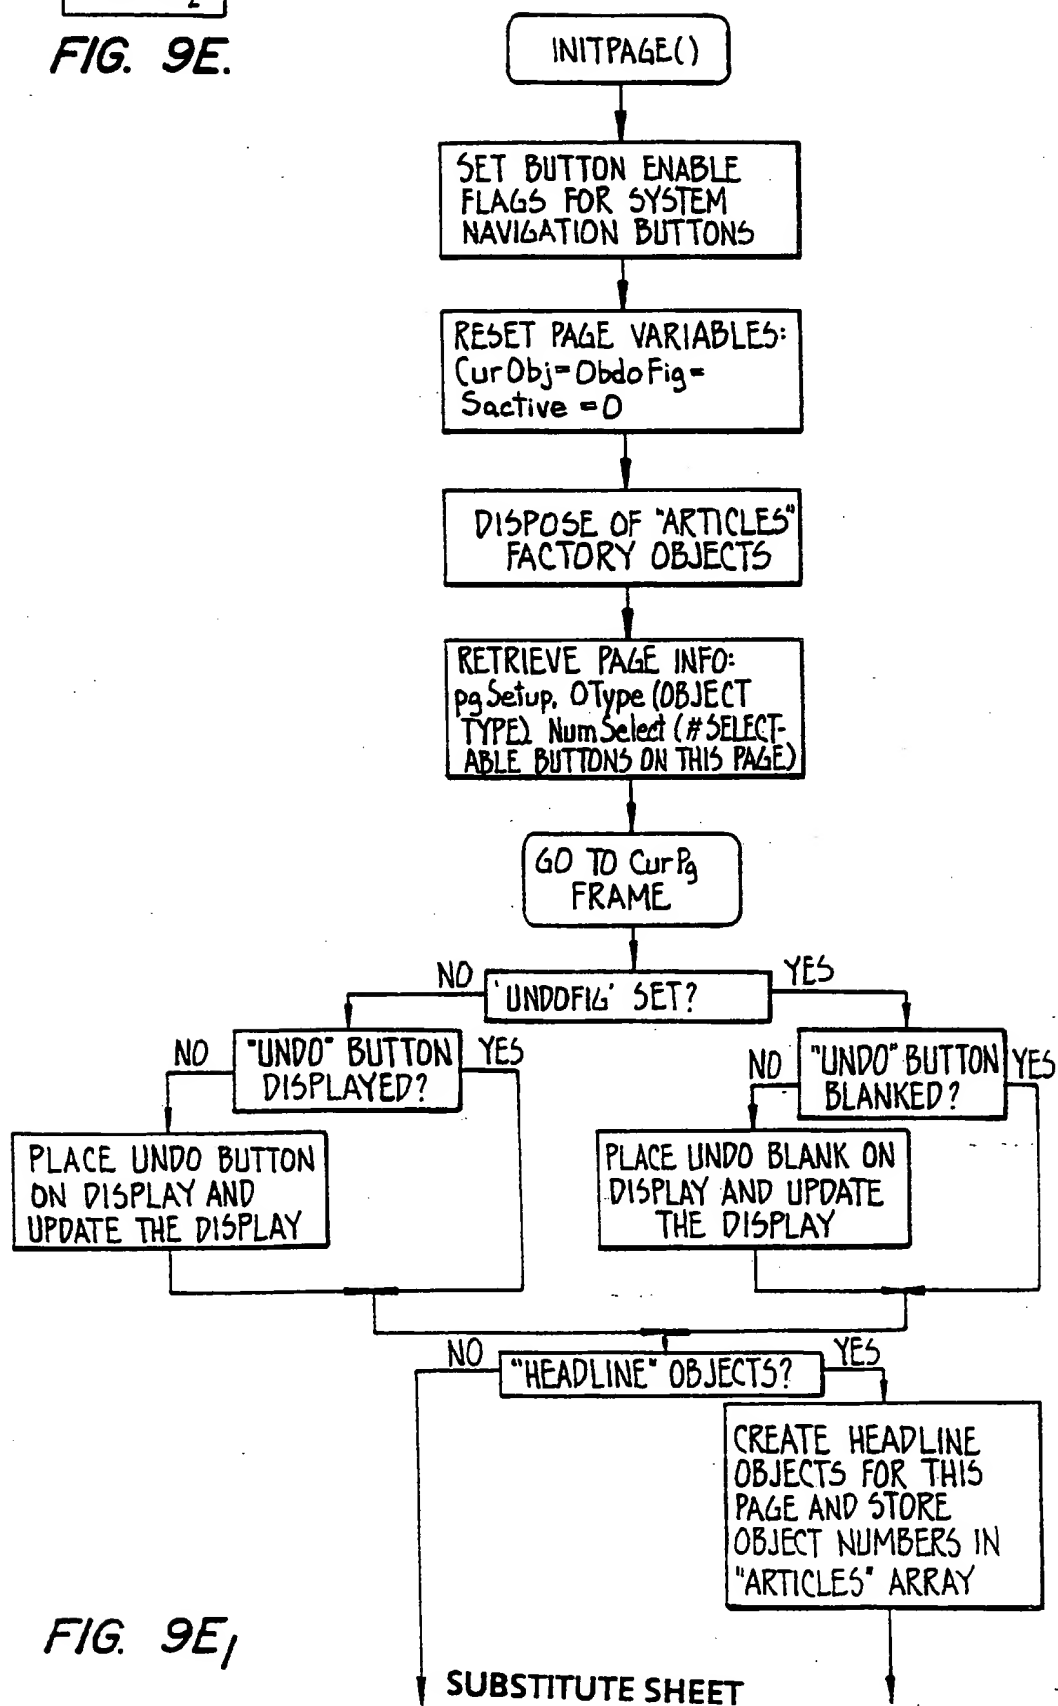 2
FIG. 9E.
INITPAGE()
SET BUTTON ENABLE
FLAGS FOR SYSTEM
NAVIGATION BUTTONS
RESET PAGE VARIABLES:
CurObj=ObdoFig=
Sactive=0
DISPOSE OF "ARTICLES"
FACTORY OBJECTS
RETRIEVE PAGE INFO:
pgSetup, OType (OBJECT
TYPE) NumSelect (#SELECT-
ABLE BUTTONS ON THIS PAGE)
GO TO CurPg
FRAME
NO
'UNDOFIG' SET?
YES
NO
"UNDO" BUTTON
DISPLAYED?
YES
NO
"UNDO" BUTTON
BLANKED?
YES
PLACE UNDO BUTTON
ON DISPLAY AND
UPDATE THE DISPLAY
PLACE UNDO BLANK ON
DISPLAY AND UPDATE
THE DISPLAY
NO
"HEADLINE" OBJECTS?
YES
CREATE HEADLINE
OBJECTS FOR THIS
PAGE AND STORE
OBJECT NUMBERS IN
"ARTICLES" ARRAY
FIG. 9E1
SUBSTITUTE SHEET